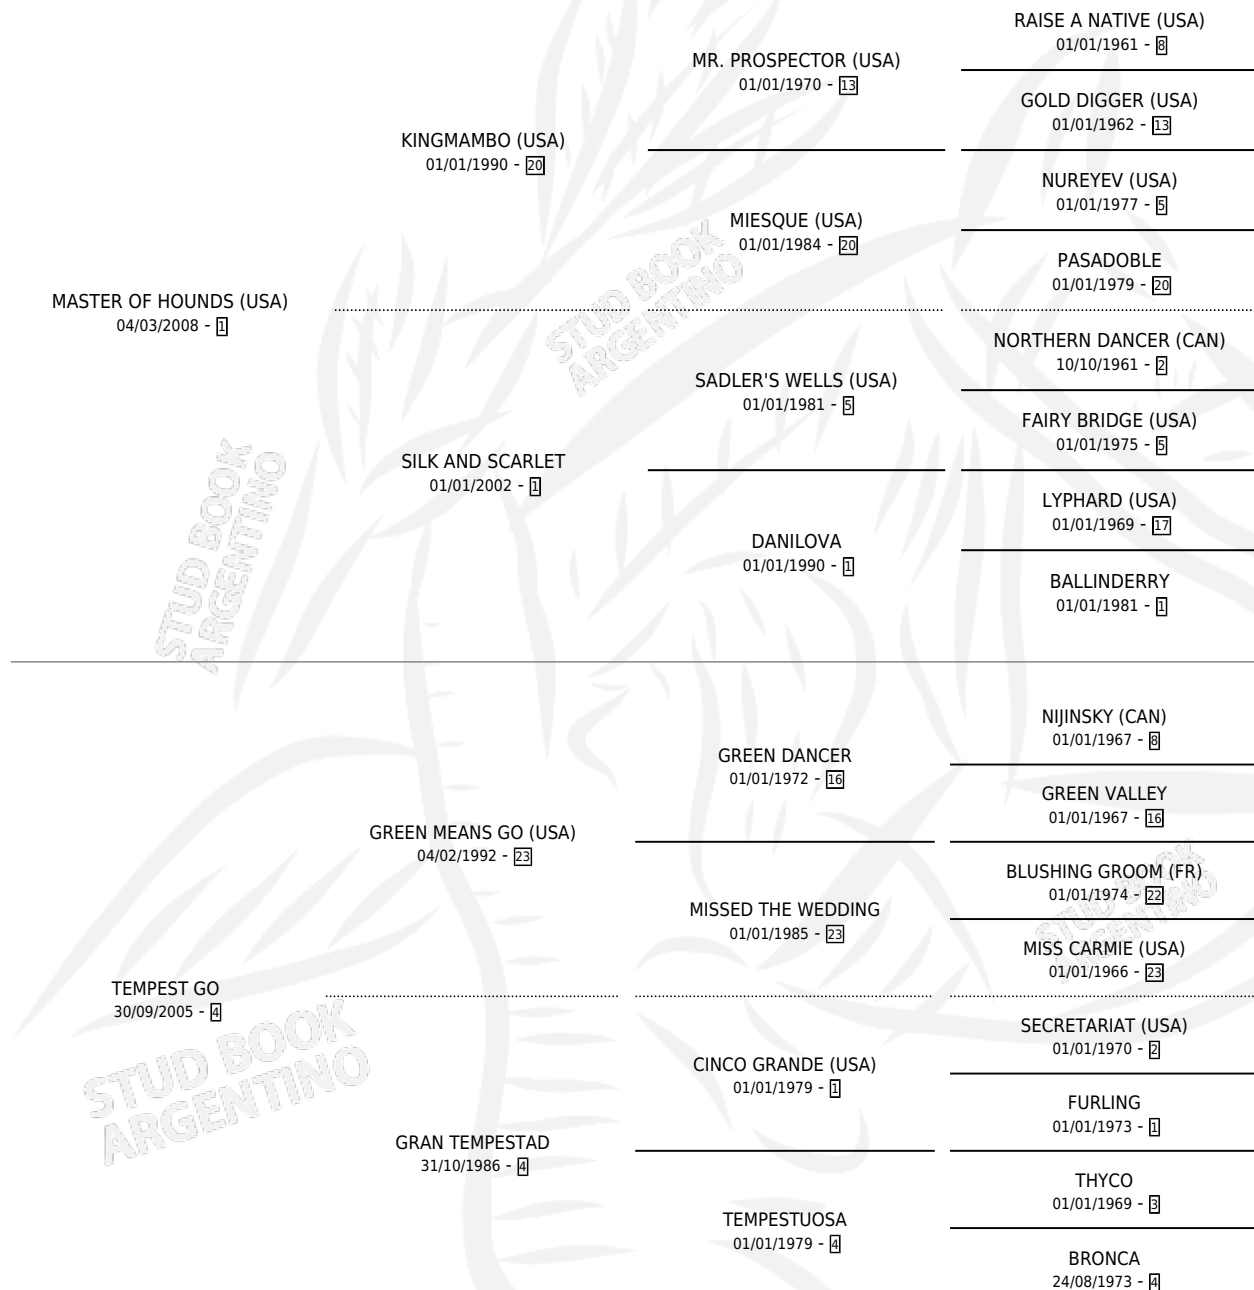 RAISE A NATIVE (USA)
01/01/1961 - 8
MR. PROSPECTOR (USA)
01/01/1970 - 13
GOLD DIGGER (USA)
01/01/1962 - 13
KINGMAMBO (USA)
01/01/1990 - 20
NUREYEV (USA)
01/01/1977 - 5
MIESQUE (USA)
01/01/1984 - 20
PASADOBLE
01/01/1979 - 20
MASTER OF HOUNDS (USA)
04/03/2008 - 1
STUD BOOK
ARGENTINO
NORTHERN DANCER (CAN)
10/10/1961 - 2
SADLER'S WELLS (USA)
01/01/1981 - 5
FAIRY BRIDGE (USA)
01/01/1975 - 5
SILK AND SCARLET
01/01/2002 - 1
LYPHARD (USA)
01/01/1969 - 17
DANILOVA
01/01/1990 - 1
BALLINDERRY
01/01/1981 - 1
STUD BOOK
ARGENTINO
NIJINSKY (CAN)
01/01/1967 - 8
GREEN DANCER
01/01/1972 - 16
GREEN VALLEY
01/01/1967 - 16
GREEN MEANS GO (USA)
04/02/1992 - 23
BLUSHING GROOM (FR)
01/01/1974 - 22
MISSED THE WEDDING
01/01/1985 - 23
STUD BOOK
ARGENTINO
MISS CARMIE (USA)
01/01/1966 - 23
TEMPEST GO
30/09/2005 - 4
STUD BOOK
ARGENTINO
SECRETARIAT (USA)
01/01/1970 - 2
CINCO GRANDE (USA)
01/01/1979 - 1
FURLING
01/01/1973 - 1
GRAN TEMPESTAD
31/10/1986 - 4
THYCO
01/01/1969 - 3
TEMPESTUOSA
01/01/1979 - 4
BRONCA
24/08/1973 - 4